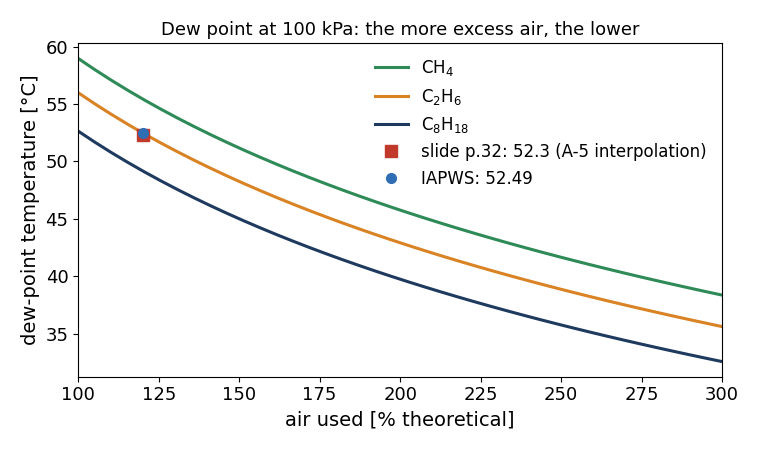 Dew point at 100 kPa: the more excess air, the lower
60
55
50
45
40
35
dew-point temperature [°C]
CH₄
C₂H₆
C₈H₁₈
slide p.32: 52.3 (A-5 interpolation)
IAPWS: 52.49
100 125 150 175 200 225 250 275 300
air used [% theoretical]